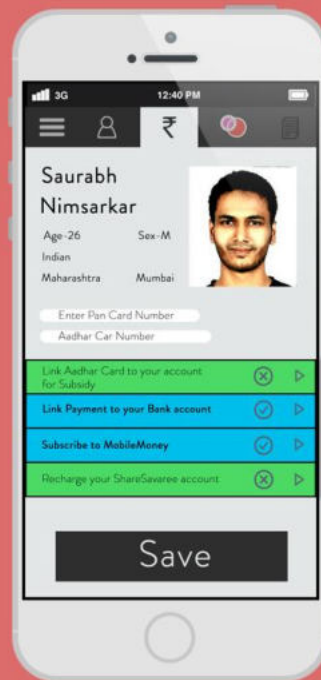 3G 12:40 PM
₹
Saurabh
Nimsarkar
Age-26 Sex-M
Indian
Maharashtra Mumbai
Enter Pan Card Number
Aadhar Car Number
Link Aadhar Card to your account
for Subsidy
Link Payment to your Bank account
Subscribe to MobileMoney
Recharge your ShareSavaree account
Save